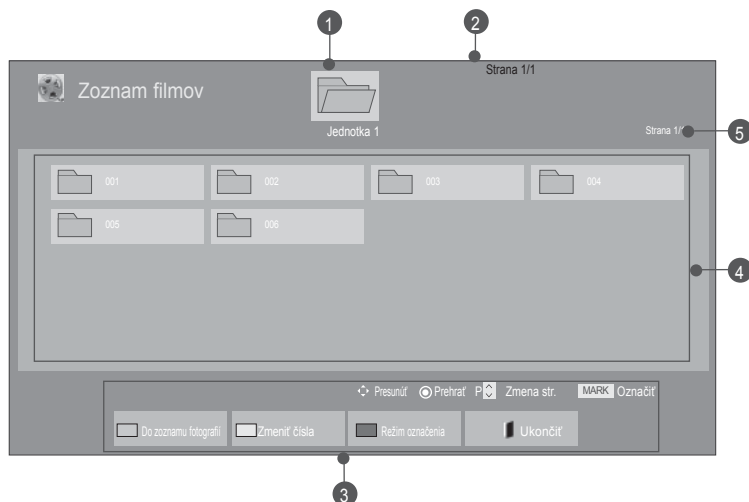 1
2
Strana 1/1
Zoznam filmov
Jednotka 1
Strana 1/
5
001
002
003
004
005
006
4
Presunúť Prehrať P Zmena str. MARK Označiť
Do zoznamu fotografií Zmeniť čísla Režim označenia Ukončiť
3